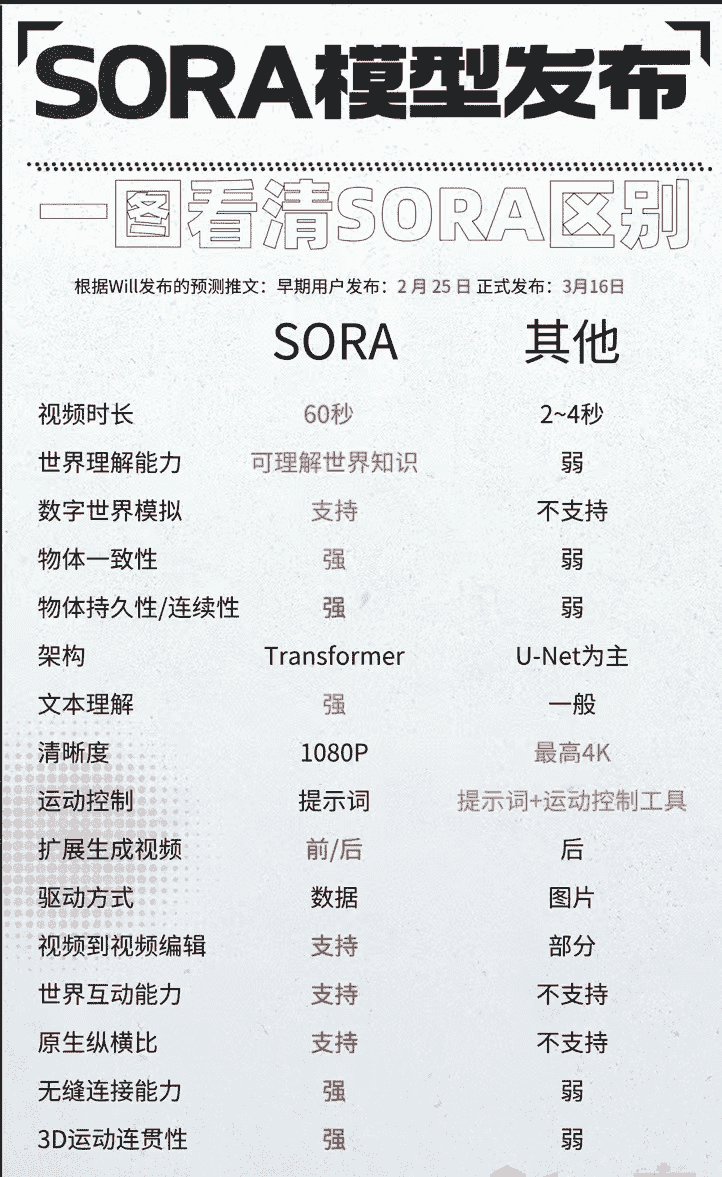 SORA模型发布
一图看清SORA区别
根据Will发布的预测推文：早期用户发布：2 月 25 日 正式发布：3月16日
SORA 其他
视频时长 60秒 2~4秒
世界理解能力 可理解世界知识 弱
数字世界模拟 支持 不支持
物体一致性 强 弱
物体持久性/连续性 强 弱
架构 Transformer U-Net为主
文本理解 强 一般
清晰度 1080P 最高4K
运动控制 提示词 提示词+运动控制工具
扩展生成视频 前/后 后
驱动方式 数据 图片
视频到视频编辑 支持 部分
世界互动能力 支持 不支持
原生纵横比 支持 不支持
无缝连接能力 强 弱
3D运动连贯性 强 弱